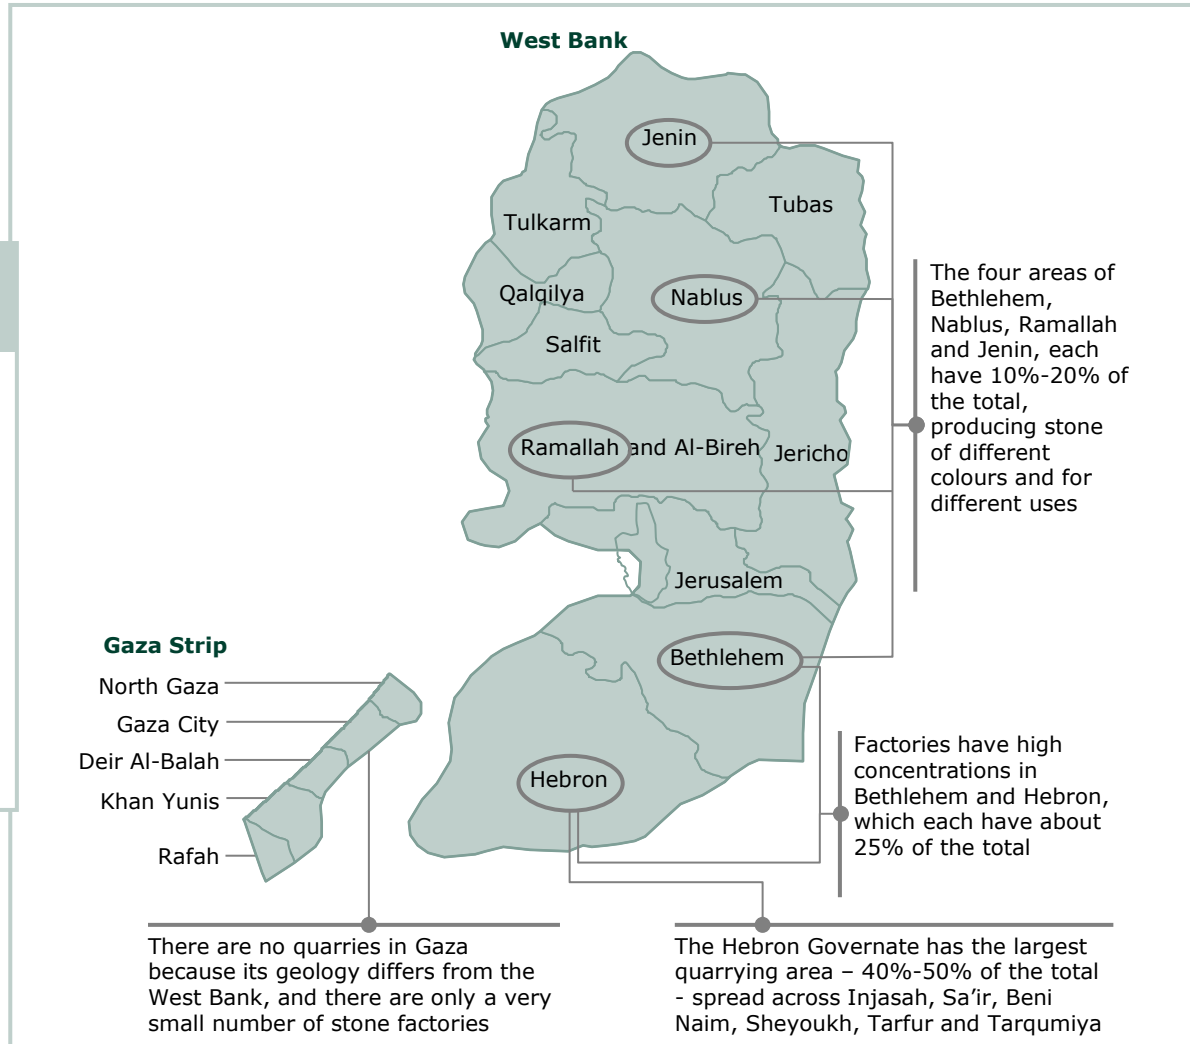 West Bank
Jenin
Tubas
Tulkarm
Qalqilya
Nablus
Salfit
Ramallah and Al-Bireh
Jericho
Jerusalem
Bethlehem
Hebron
The four areas of
Bethlehem,
Nablus, Ramallah
and Jenin, each
have 10%-20% of
the total,
producing stone
of different
colours and for
different uses
Gaza Strip
North Gaza
Gaza City
Deir Al-Balah
Khan Yunis
Rafah
Factories have high
concentrations in
Bethlehem and Hebron,
which each have about
25% of the total
There are no quarries in Gaza
because its geology differs from the
West Bank, and there are only a very
small number of stone factories
The Hebron Governate has the largest
quarrying area – 40%-50% of the total
- spread across Injasah, Sa’ir, Beni
Naim, Sheyoukh, Tarfur and Tarqumiya